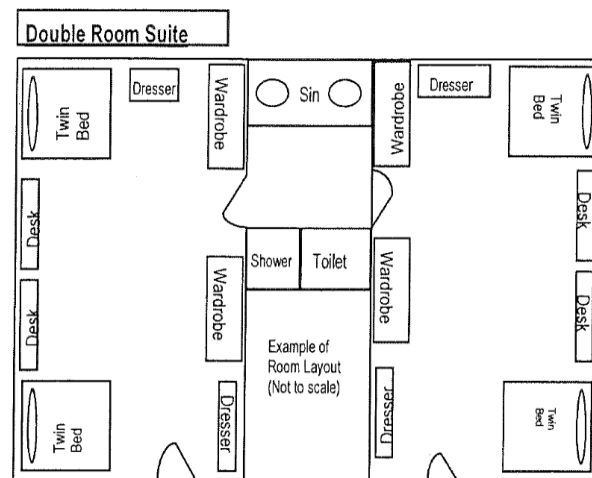 Double Room Suite
Twin
Bed
Dresser
Wardrobe
Sin
Wardrobe
Dresser
Twin
Bed
Desk
Desk
Shower
Toilet
Desk
Wardrobe
Wardrobe
Desk
Example of
Room Layout
(Not to scale)
Twin
Bed
Dresser
Dresser
Twin
Bed